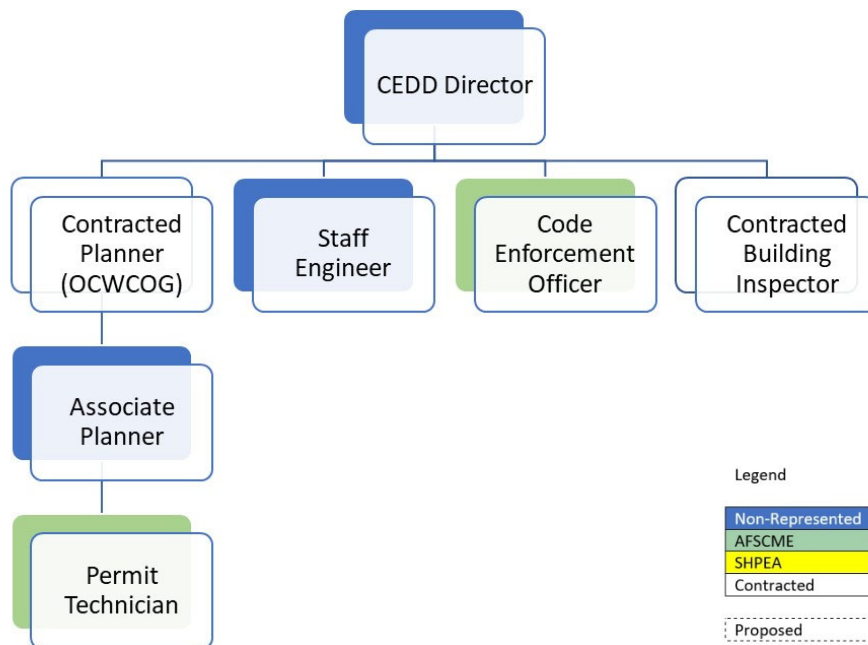 CEDD Director
Contracted
Planner
(OCWCOG)
Staff
Engineer
Code
Enforcement
Officer
Contracted
Building
Inspector
Associate
Planner
Permit
Technician
Legend
Non-Represented
AFSCME
SHPEA
Contracted
Proposed